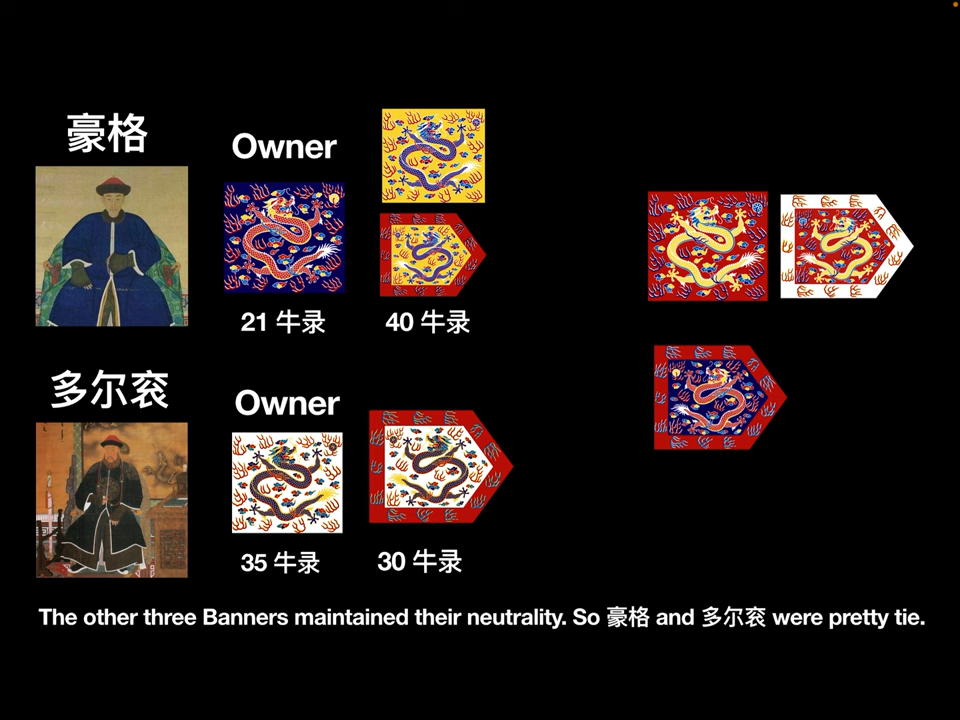 豪格
Owner
21 牛录
40 牛录
多尔衮
Owner
35 牛录
30 牛录
The other three Banners maintained their neutrality. So 豪格 and 多尔衮 were pretty tie.